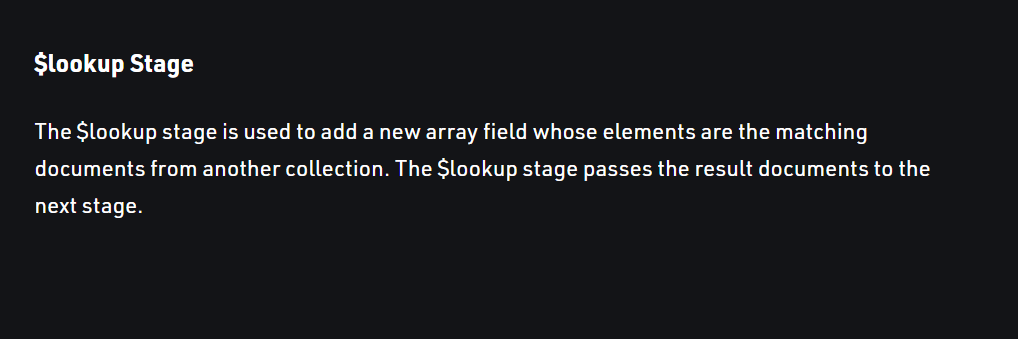 $lookup Stage
The $lookup stage is used to add a new array field whose elements are the matching
documents from another collection. The $lookup stage passes the result documents to the
next stage.